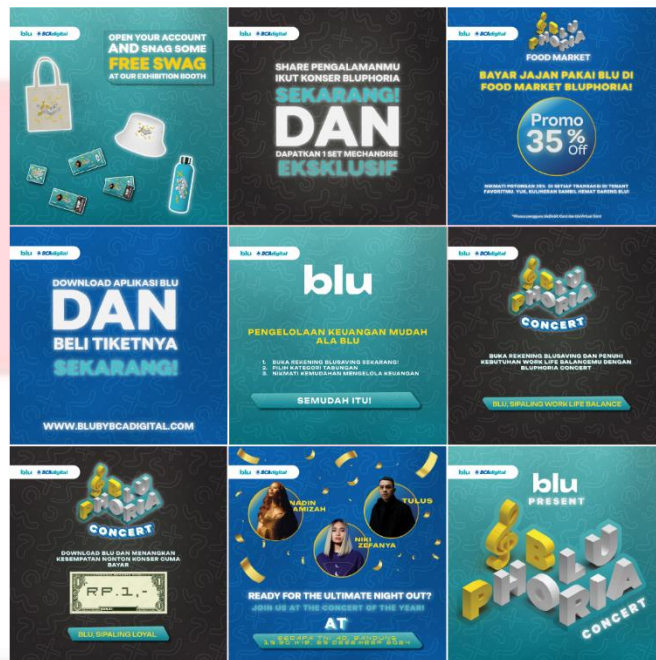 blu BCAdigital
OPEN YOUR ACCOUNT
AND SNAG SOME
FREE SWAG
AT OUR EXHIBITION BOOTH
blu BCAdigital
SHARE PENGALAMANMU
IKUT KONSER BLUPHORIA
SEKARANG!
DAN
DAPATKAN 1 SET MECHANDISE
EKSKLUSIF
blu BCAdigital
BLU
PHORIA
FOOD MARKET
BAYAR JAJAN PAKAI BLU DI
FOOD MARKET BLUPHORIA!
Promo
35% Off
blu BCAdigital
DOWNLOAD APLIKASI BLU
DAN
BELI TIKETNYA
SEKARANG!
WWW.BLUBYBCADIGITAL.COM
blu BCAdigital
blu
PENGELOLAAN KEUANGAN MUDAH
ALA BLU
1. BUKA REKENING BLUSAVING SEKARANG!
2. PILIH KATEGORI TABUNGAN
3. NIKMATI KEMUDAHAN MENGELOLA KEUANGAN
SEMUDAH ITU!
blu BCAdigital
BLU
PHORIA
CONCERT
BUKA REKENING BLUSAVING DAN PENUHI
KEBUTUHAN WORK LIFE BALANCEMU DENGAN
BLUPHORIA CONCERT
BLU, SIPALING WORK LIFE BALANCE
blu BCAdigital
BLU
PHORIA
CONCERT
DOWNLOAD BLU DAN MENANGKAN
KESEMPATAN NONTON KONSER CUMA
BAYAR
RP.1,-
BLU, SIPALING LOYAL
blu BCAdigital
NADIN
AMIZAH
TULUS
NIKI
ZEFANYA
READY FOR THE ULTIMATE NIGHT OUT?
JOIN US AT THE CONCERT OF THE YEAR!
AT
blu
PRESENT
BLU
PHORIA
CONCERT